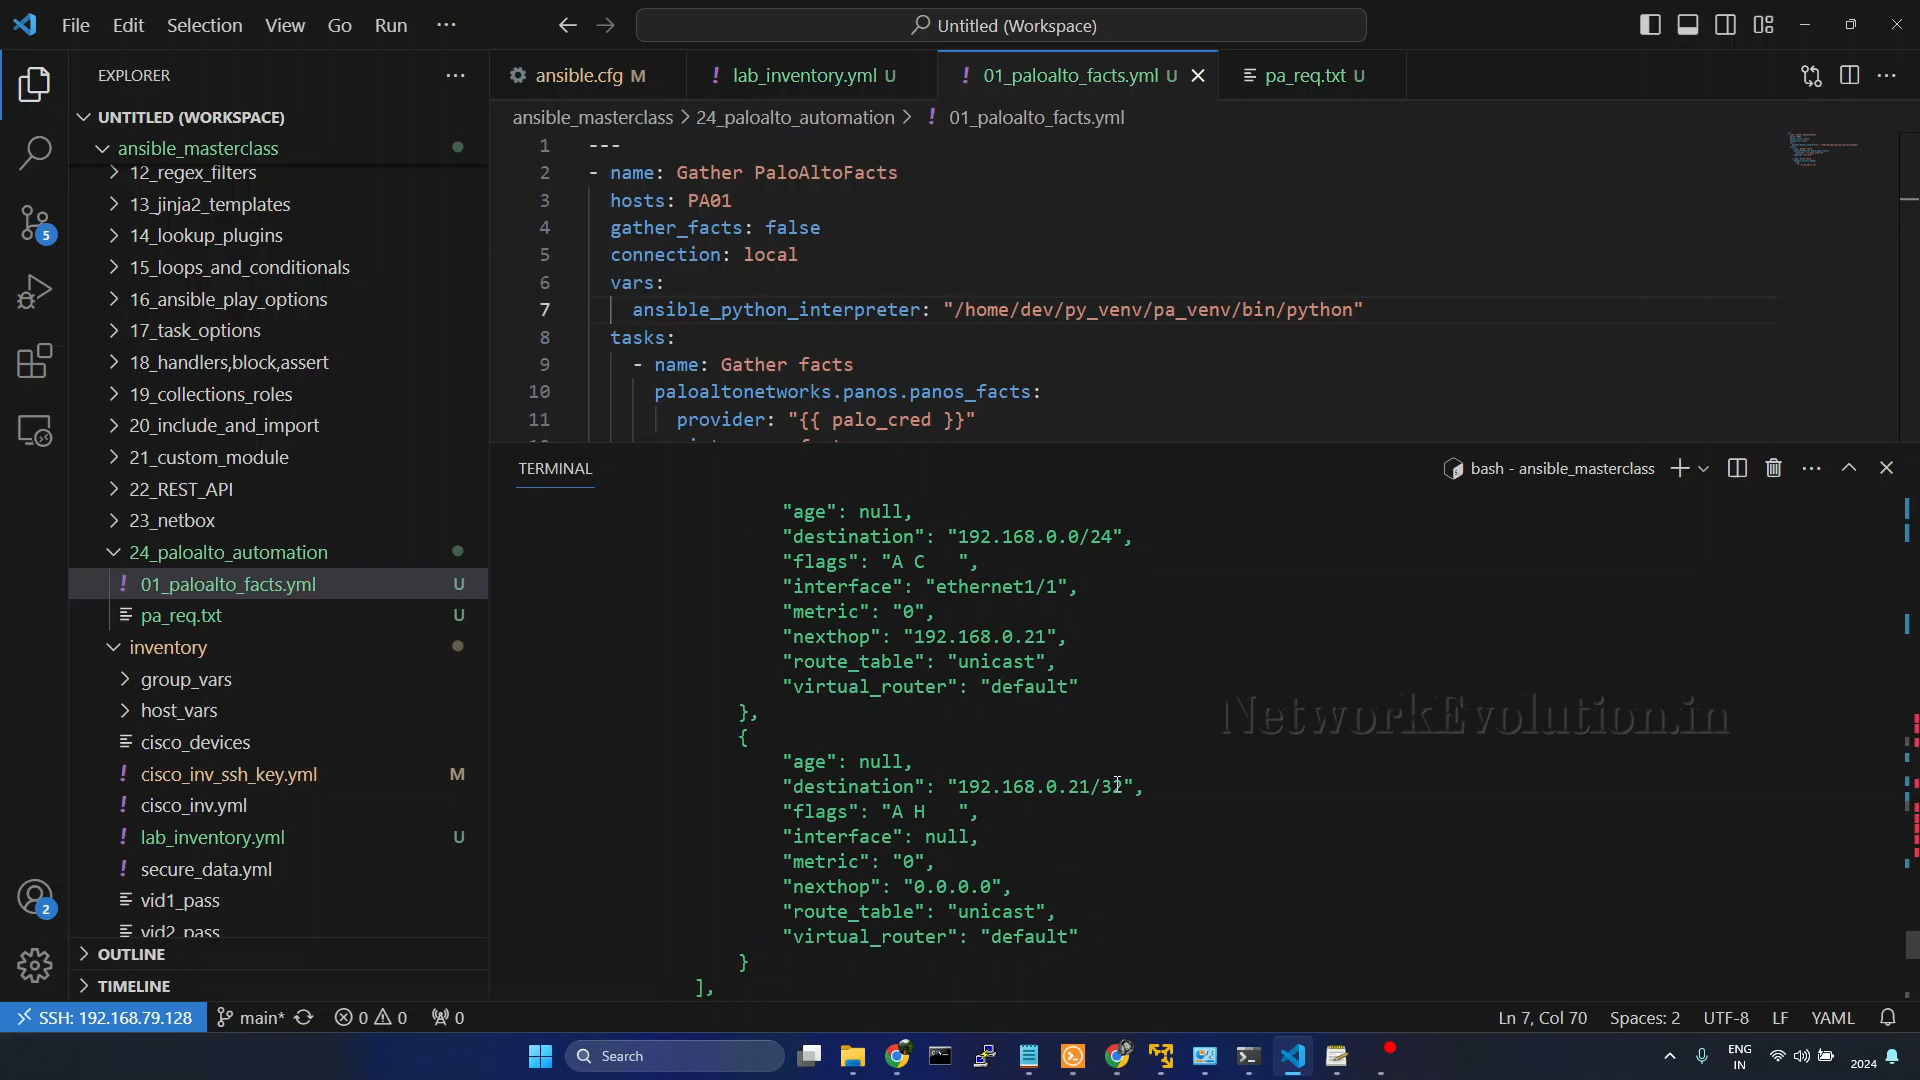 File Edit Selection View Go Run ···
Untitled (Workspace)
EXPLORER
UNTITLED (WORKSPACE)
ansible_masterclass
12_regex_filters
13_jinja2_templates
14_lookup_plugins
15_loops_and_conditionals
16_ansible_play_options
17_task_options
18_handlers,block,assert
19_collections_roles
20_include_and_import
21_custom_module
22_REST_API
23_netbox
24_paloalto_automation
01_paloalto_facts.yml U
pa_req.txt U
inventory
group_vars
host_vars
cisco_devices
cisco_inv_ssh_key.yml M
cisco_inv.yml
lab_inventory.yml U
secure_data.yml
vid1_pass
vid2_pass
OUTLINE
TIMELINE
5
2
ansible.cfg M
lab_inventory.yml U
01_paloalto_facts.yml U
pa_req.txt U
ansible_masterclass > 24_paloalto_automation > ! 01_paloalto_facts.yml
1 ---
2 - name: Gather PaloAltoFacts
3 hosts: PA01
4 gather_facts: false
5 connection: local
6 vars:
7 ansible_python_interpreter: "/home/dev/py_venv/pa_venv/bin/python"
8 tasks:
9 - name: Gather facts
10 paloaltonetworks.panos.panos_facts:
11 provider: "{{ palo_cred }}"
TERMINAL
bash - ansible_masterclass
"age": null,
"destination": "192.168.0.0/24",
"flags": "A C   ",
"interface": "ethernet1/1",
"metric": "0",
"nexthop": "192.168.0.21",
"route_table": "unicast",
"virtual_router": "default"
},
{
"age": null,
"destination": "192.168.0.21/32",
"flags": "A H   ",
"interface": null,
"metric": "0",
"nexthop": "0.0.0.0",
"route_table": "unicast",
"virtual_router": "default"
}
],
NetworkEvolution.in
SSH: 192.168.79.128 main* 0 0 0
Ln 7, Col 70 Spaces: 2 UTF-8 LF YAML
Search
ENG
IN
2024